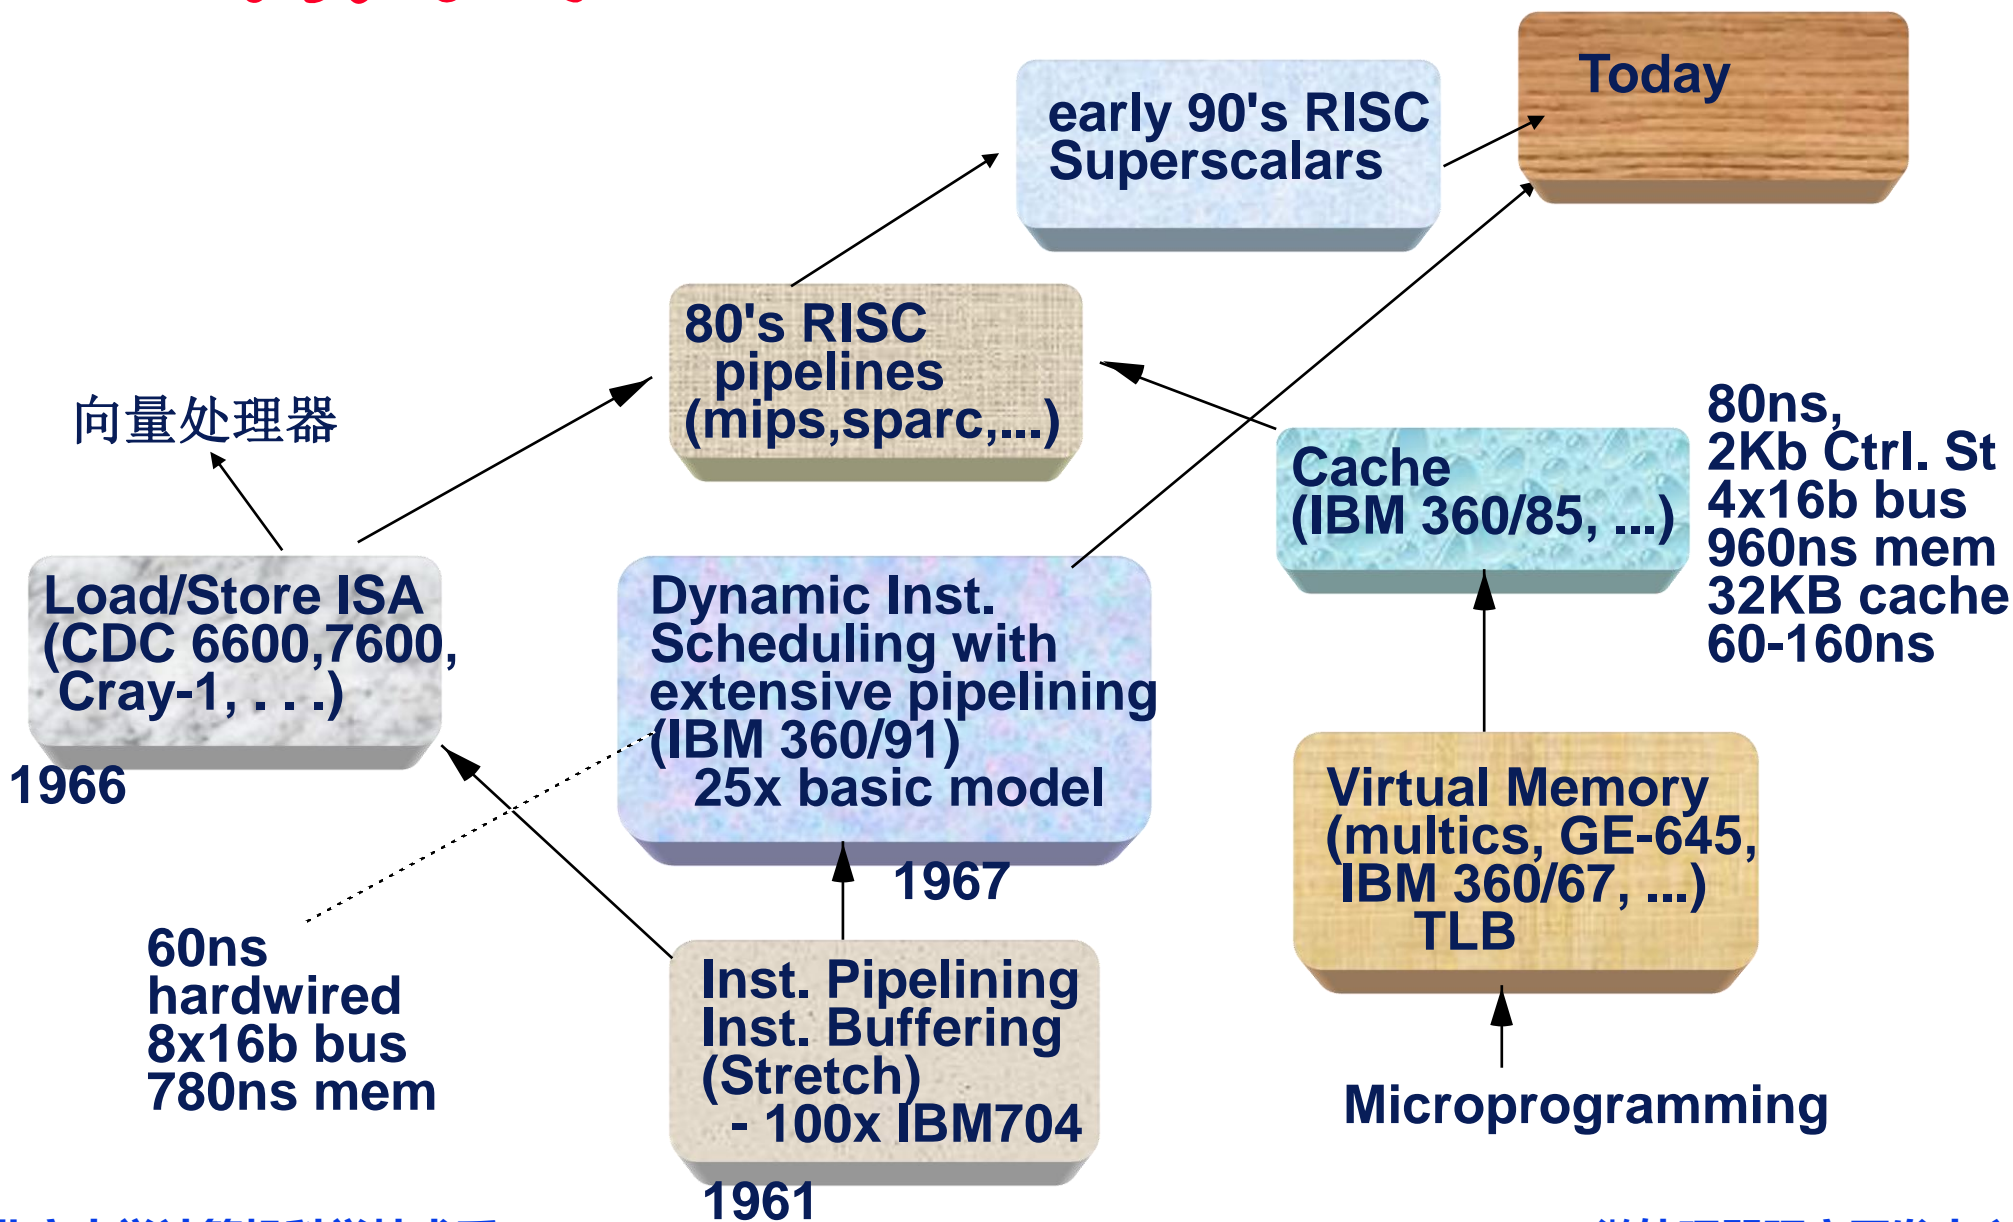 Today
early 90's RISC
Superscalars
80's RISC
pipelines
(mips,sparc,...)
向量处理器
Cache
(IBM 360/85, ...)
80ns,
2Kb Ctrl. St
4x16b bus
960ns mem
32KB cache
60-160ns
Load/Store ISA
(CDC 6600,7600,
Cray-1, . . .)
1966
Dynamic Inst.
Scheduling with
extensive pipelining
(IBM 360/91)
25x basic model
1967
Virtual Memory
(multics, GE-645,
IBM 360/67, ...)
TLB
60ns
hardwired
8x16b bus
780ns mem
Inst. Pipelining
Inst. Buffering
(Stretch)
- 100x IBM704
1961
Microprogramming